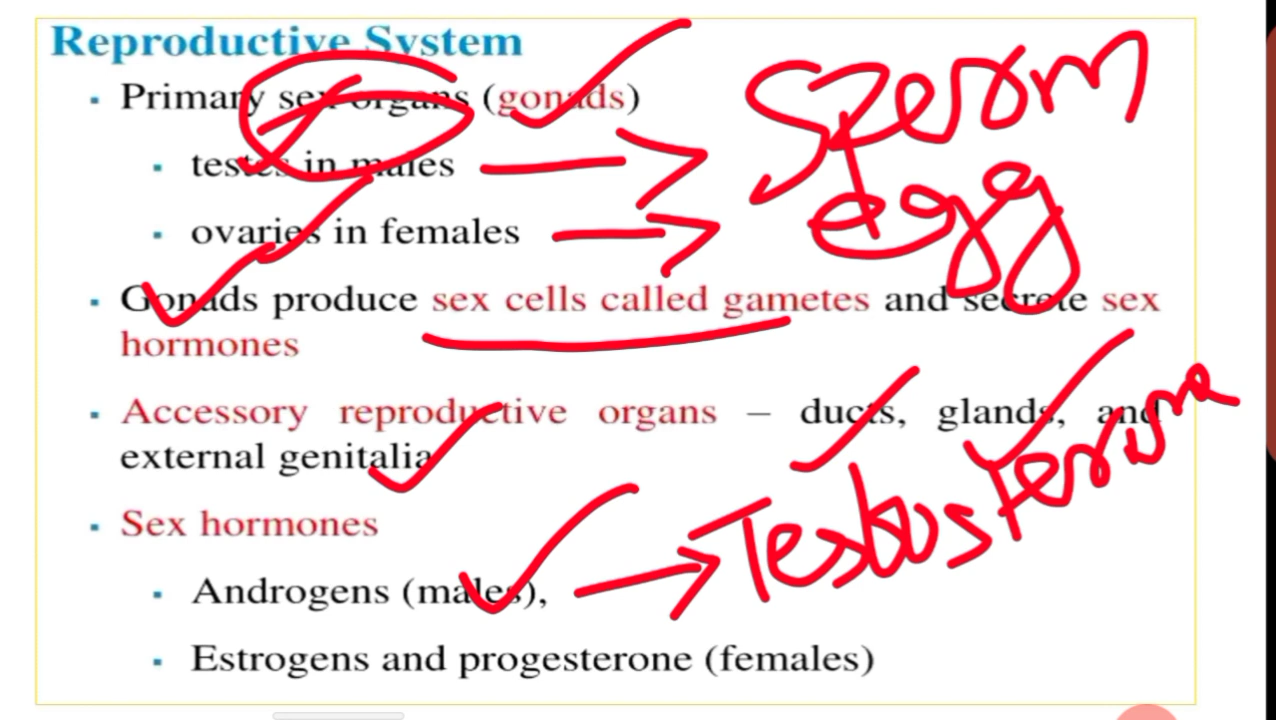 Reproductive System
▪ Primary sex organs (gonads)
Sperm
▪ testes in males
▪ ovaries in females
egg
▪ Gonads produce sex cells called gametes and secrete sex
hormones
▪ Accessory reproductive organs – ducts, glands, and
external genitalia
▪ Sex hormones
▪ Androgens (males),
▪ Estrogens and progesterone (females)